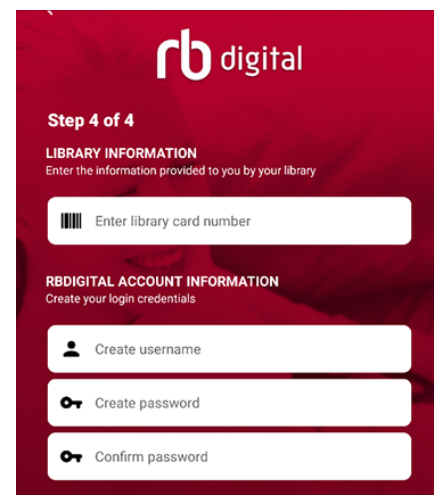 rb digital
Step 4 of 4
LIBRARY INFORMATION
Enter the information provided to you by your library
Enter library card number
RBDIGITAL ACCOUNT INFORMATION
Create your login credentials
Create username
Create password
Confirm password